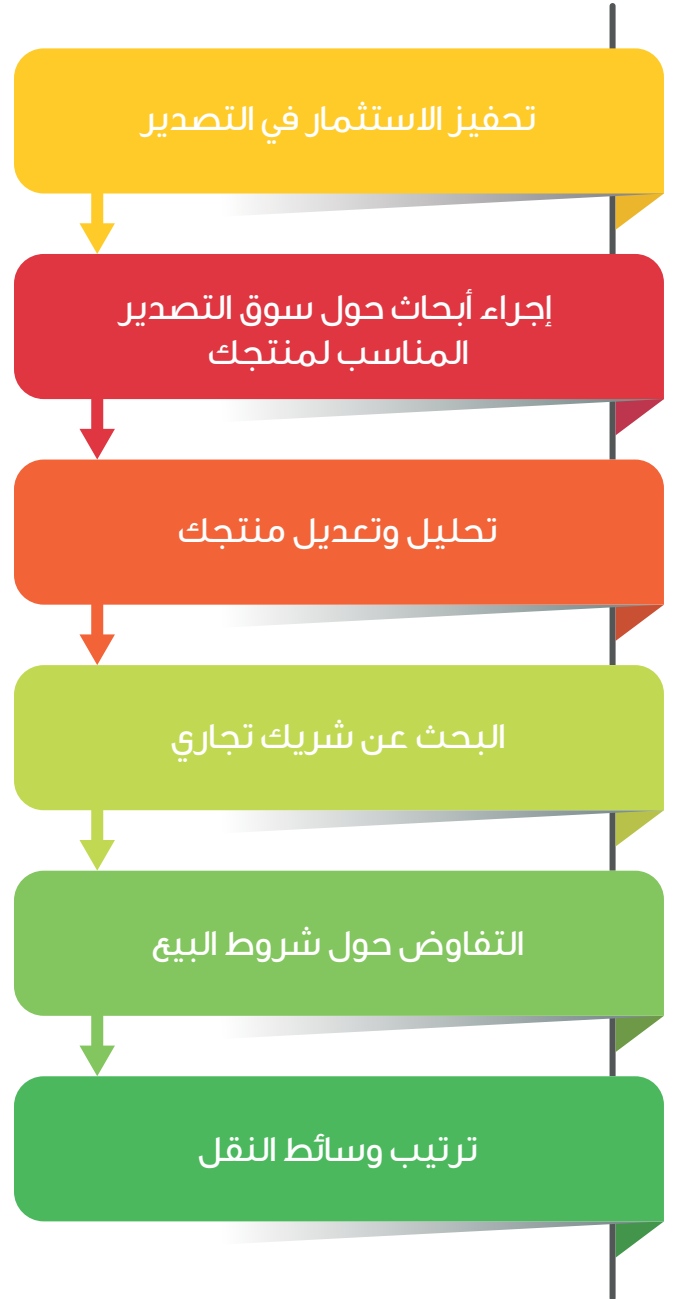 تحفيز الاستثمار في التصدير
إجراء أبحاث حول سوق التصدير
المناسب لمنتجك
تحليل وتعديل منتجك
البحث عن شريك تجاري
التفاوض حول شروط البيع
ترتيب وسائط النقل